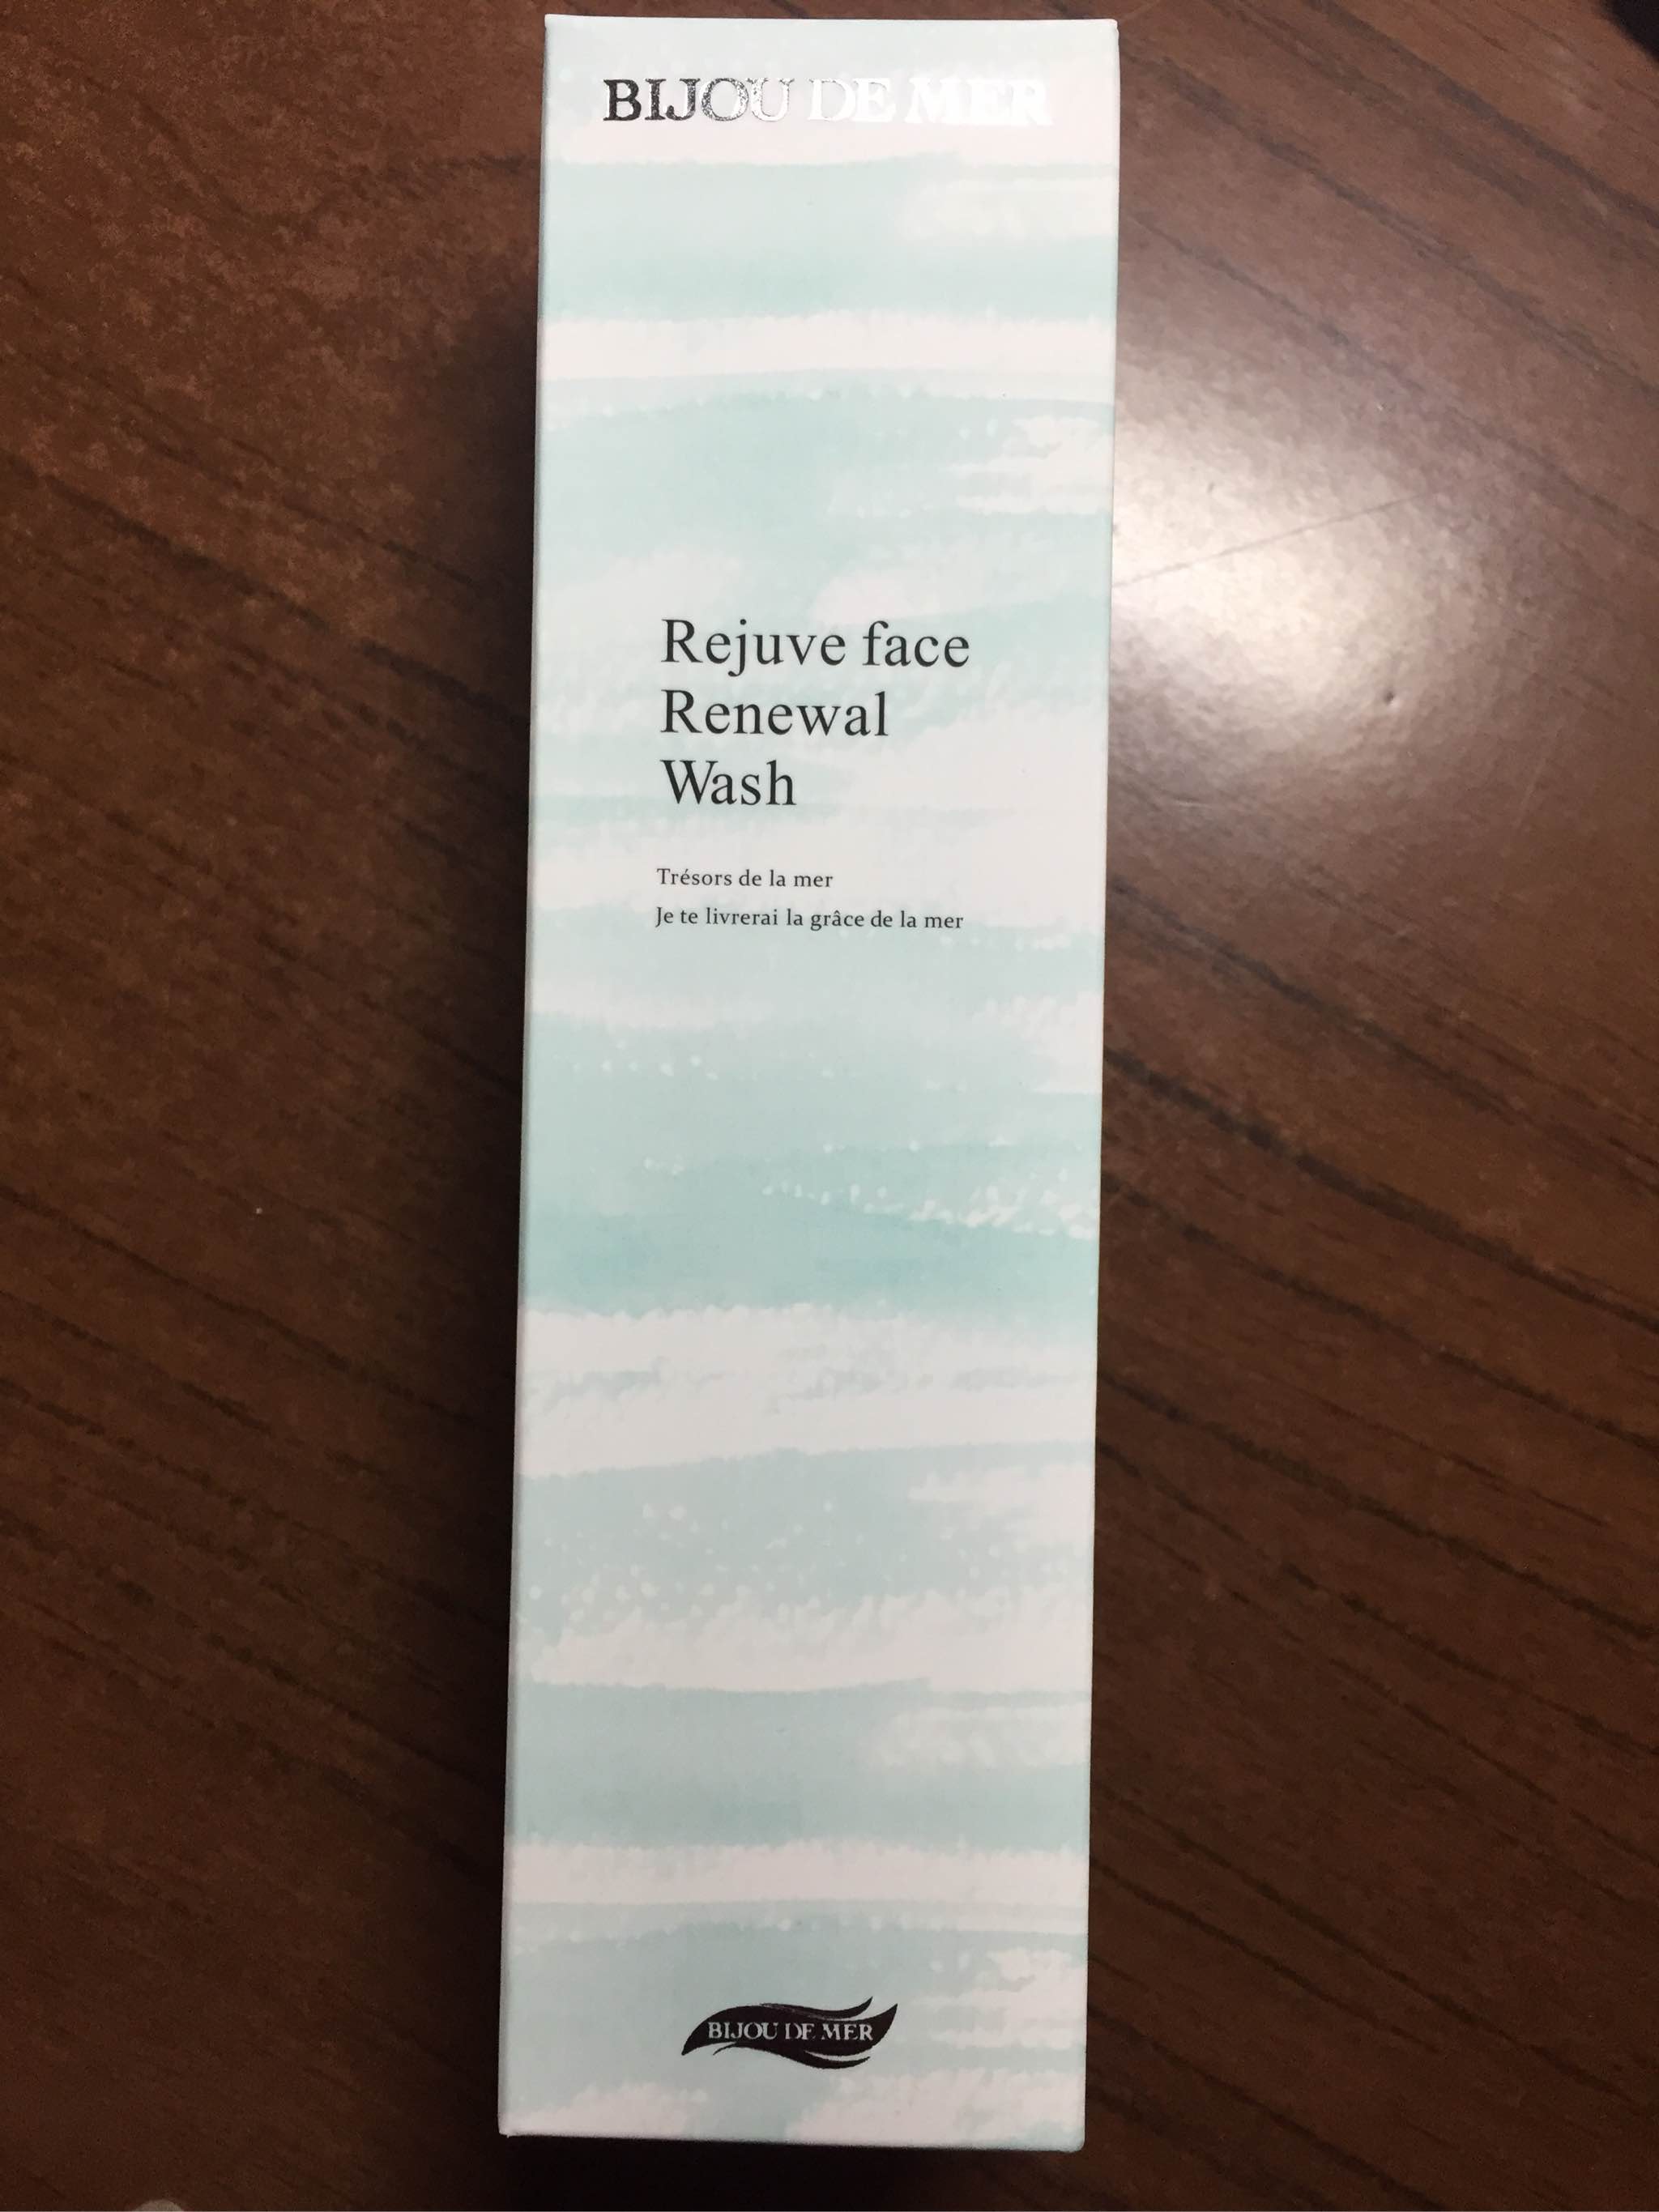 BIJOU DE MER
Rejuve face
Renewal
Wash
Trésors de la mer
Je te livrerai la grâce de la mer
BIJOU DE MER